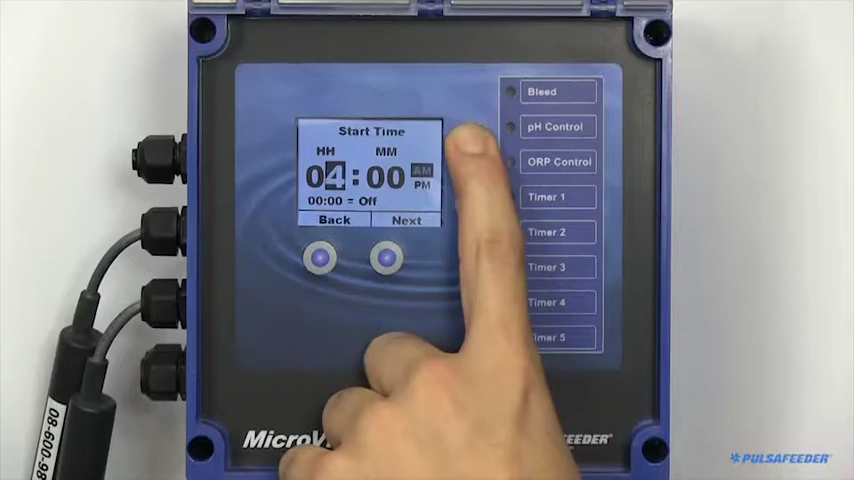 Start Time
HH MM
04:00 AM
PM
00:00 = Off
Back Next
Bleed
pH Control
ORP Control
Timer 1
Timer 2
Timer 3
Timer 4
Timer 5
PULSAFEEDER